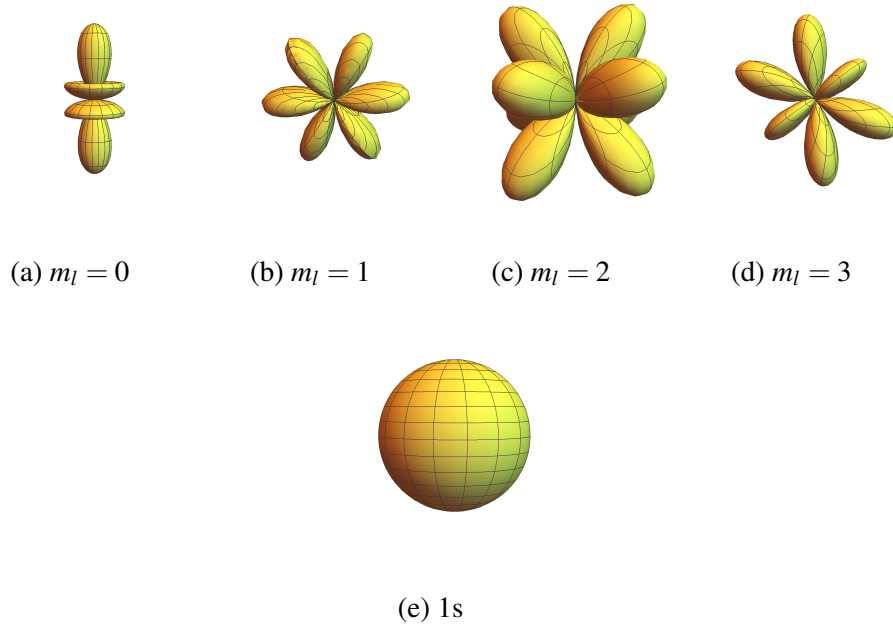 (a) m_l = 0 (b) m_l = 1 (c) m_l = 2 (d) m_l = 3
(e) 1s